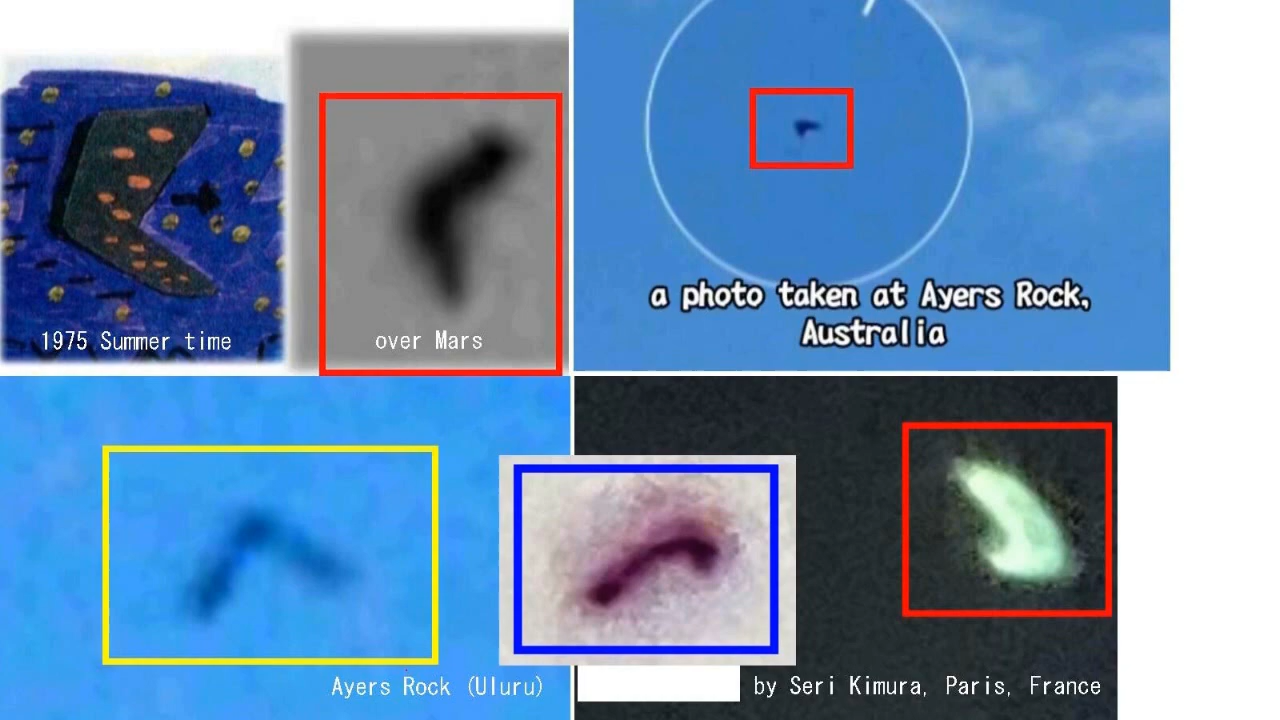 1975 Summer time
over Mars
a photo taken at Ayers Rock,
Australia
Ayers Rock (Uluru)
by Seri Kimura, Paris, France